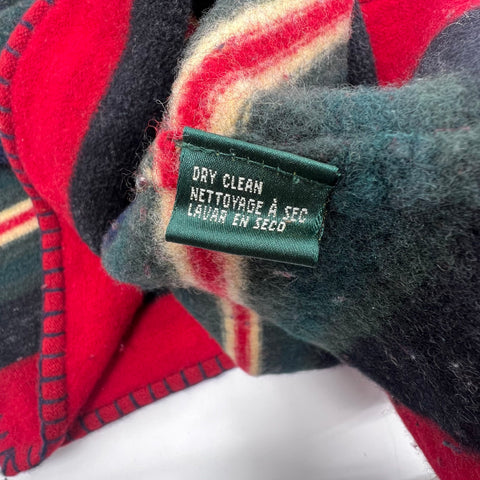 DRY CLEAN
NETTOYAGE À SEC
LAVAR EN SECO